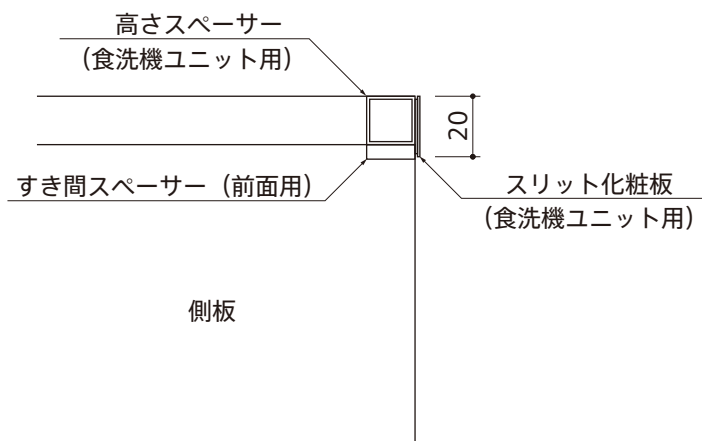 高さスペーサー
(食洗機ユニット用)
20
すき間スペーサー（前面用）
スリット化粧板
(食洗機ユニット用)
側板